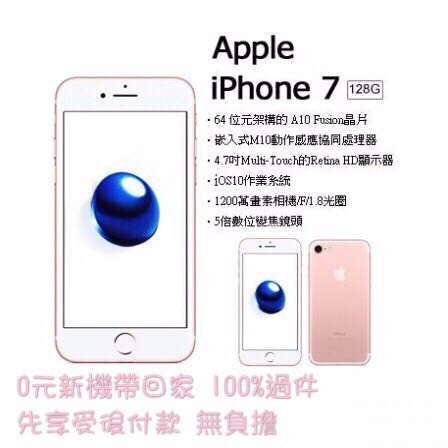 Apple
iPhone 7 128G
・64 位元架構的 A10 Fusion晶片
・嵌入式M10動作感應協同處理器
・4.7吋Multi-Touch的Retina HD顯示器
・iOS10作業系統
・1200萬畫素相機/F/1.8光圈
・5倍數位變焦鏡頭
iPhone
0元新機帶回家 100%過件
先享受後付款 無負擔